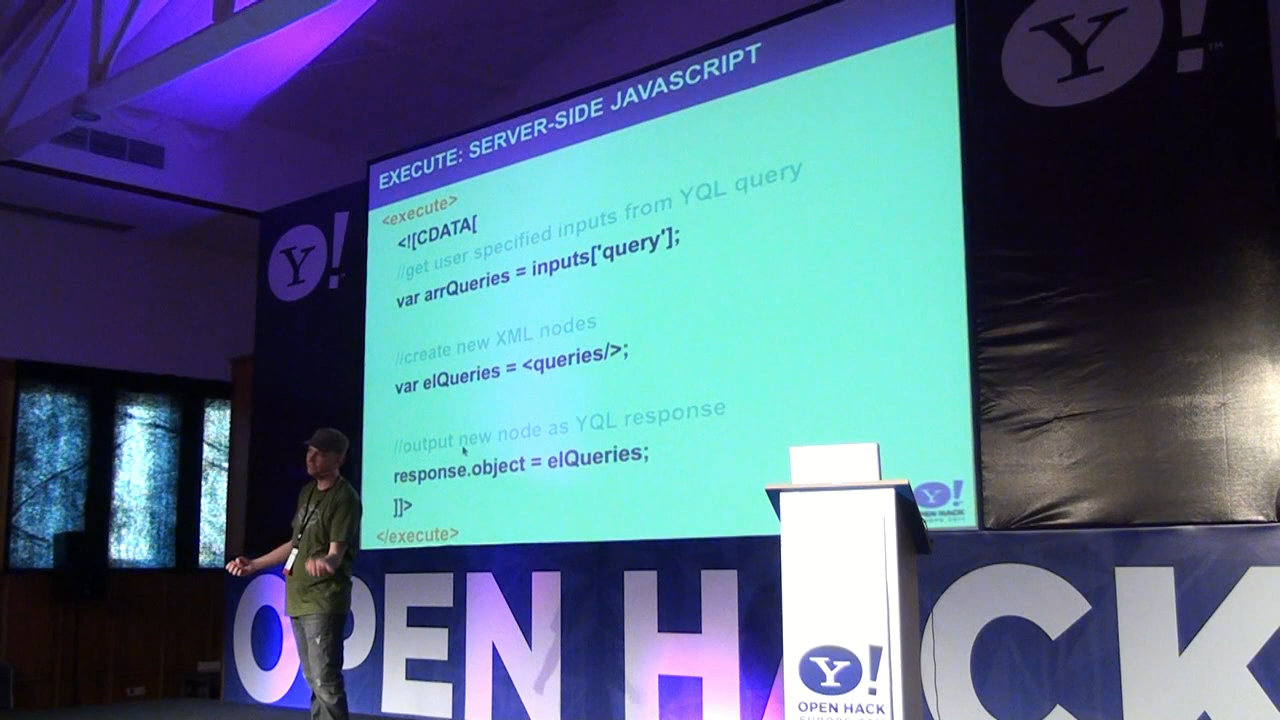 Y!™
EXECUTE: SERVER-SIDE JAVASCRIPT
<execute>
<![CDATA[
//get user specified inputs from YQL query
var arrQueries = inputs['query'];
//create new XML nodes
var elQueries = <queries/>;
//output new node as YQL response
response.object = elQueries;
]]>
</execute>
Y!
Y!
OPEN HACK
OPEN HACK
Y!
OPEN HACK